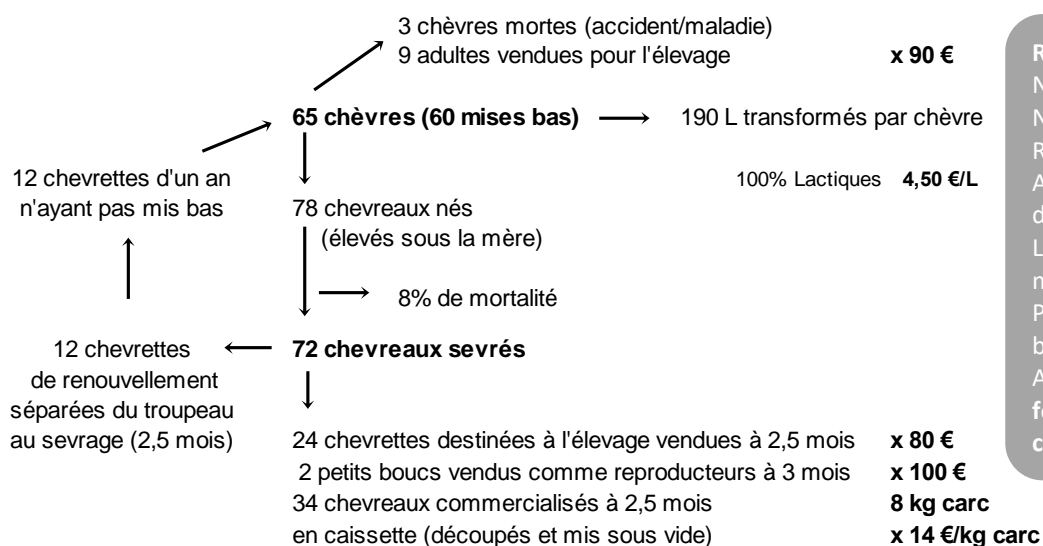 3 chèvres mortes (accident/maladie)
9 adultes vendues pour l'élevage x 90 €
65 chèvres (60 mises bas)
190 L transformés par chèvre
100% Lactiques 4,50 €/L
12 chevrettes d'un an
n'ayant pas mis bas
78 chevreaux nés
(élevés sous la mère)
8% de mortalité
12 chevrettes
de renouvellement
séparées du troupeau
au sevrage (2,5 mois)
72 chevreaux sevrés
24 chevrettes destinées à l'élevage vendues à 2,5 mois x 80 €
2 petits boucs vendus comme reproducteurs à 3 mois x 100 €
34 chevreaux commercialisés à 2,5 mois 8 kg carc
en caissette (découpés et mis sous vide) x 14 €/kg carc